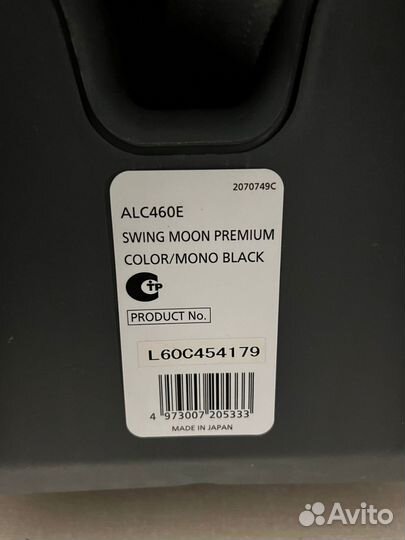 2070749C
ALC460E
SWING MOON PREMIUM
COLOR/MONO BLACK
PRODUCT No.
L60C454179
4 973007 205333
MADE IN JAPAN
Avito